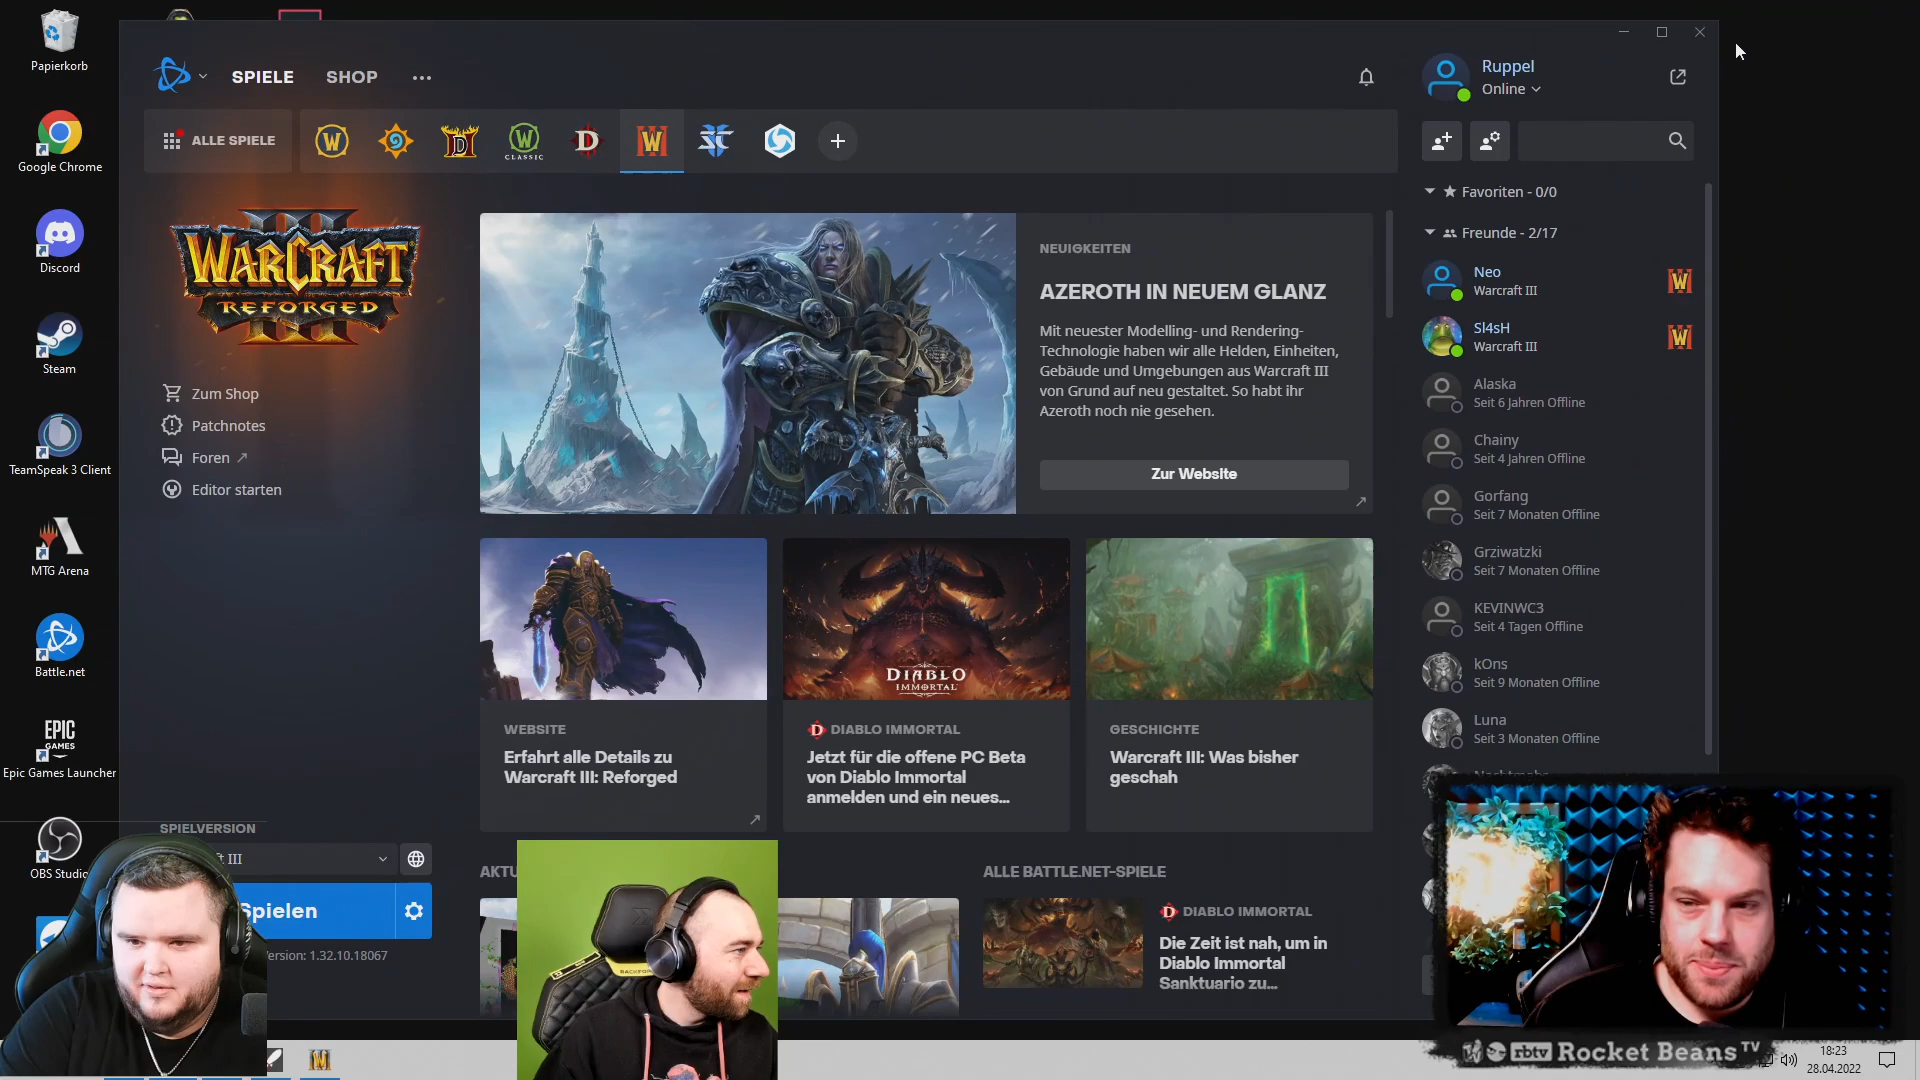 Papierkorb
Google Chrome
Discord
Steam
TeamSpeak 3 Client
MTG Arena
Battle.net
EPIC
GAMES
Epic Games Launcher
OBS Studio
SPIELE
SHOP
ALLE SPIELE
CLASSIC
WARCRAFT
III
REFORGED
Zum Shop
Patchnotes
Foren
Editor starten
SPIELVERSION
III
Spielen
ersion: 1.32.10.18067
NEUIGKEITEN
AZEROTH IN NEUEM GLANZ
Mit neuester Modelling- und Rendering-
Technologie haben wir alle Helden, Einheiten,
Gebäude und Umgebungen aus Warcraft III
von Grund auf neu gestaltet. So habt ihr
Azeroth noch nie gesehen.
Zur Website
WEBSITE
Erfahrt alle Details zu
Warcraft III: Reforged
DIABLO
IMMORTAL
DIABLO IMMORTAL
Jetzt für die offene PC Beta
von Diablo Immortal
anmelden und ein neues...
GESCHICHTE
Warcraft III: Was bisher
geschah
AKTU
ALLE BATTLE.NET-SPIELE
DIABLO IMMORTAL
Die Zeit ist nah, um in
Diablo Immortal
Sanktuario zu...
Ruppel
Online
Favoriten - 0/0
Freunde - 2/17
Neo
Warcraft III
Sl4sH
Warcraft III
Alaska
Seit 6 Jahren Offline
Chainy
Seit 4 Jahren Offline
Gorfang
Seit 7 Monaten Offline
Grziwatzki
Seit 7 Monaten Offline
KEVINWC3
Seit 4 Tagen Offline
kOns
Seit 9 Monaten Offline
Luna
Seit 3 Monaten Offline
rbtv Rocket Beans TV
18:23
28.04.2022